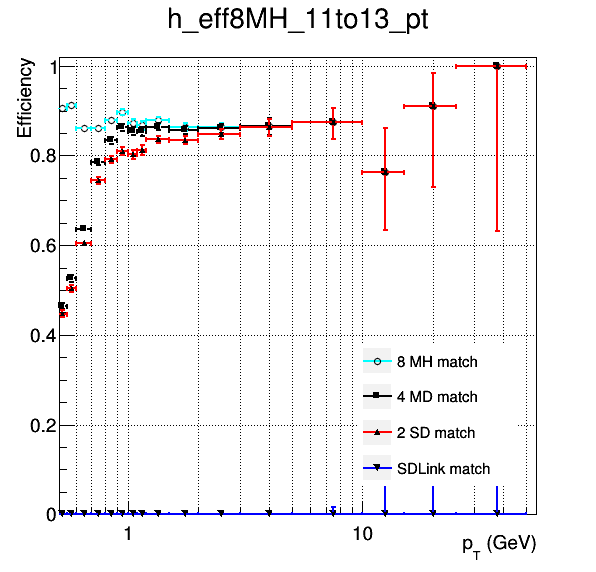 h_eff8MH_11to13_pt
Efficiency
1
0.8
0.6
0.4
0.2
0
8 MH match
4 MD match
2 SD match
SDLink match
1
10
p_T (GeV)